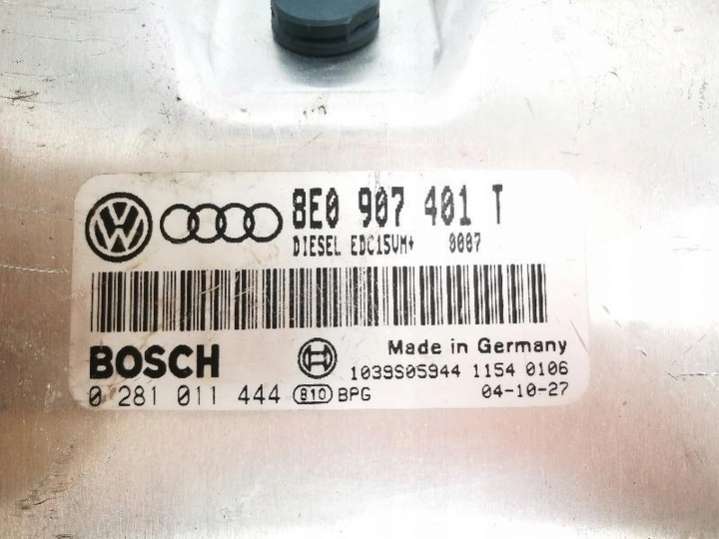 8E0 907 401 T
DIESEL EDC15VM+ 0007
BOSCH
Made in Germany
1039S05944 1154 0106
0 281 011 444 810 BPG 04-10-27